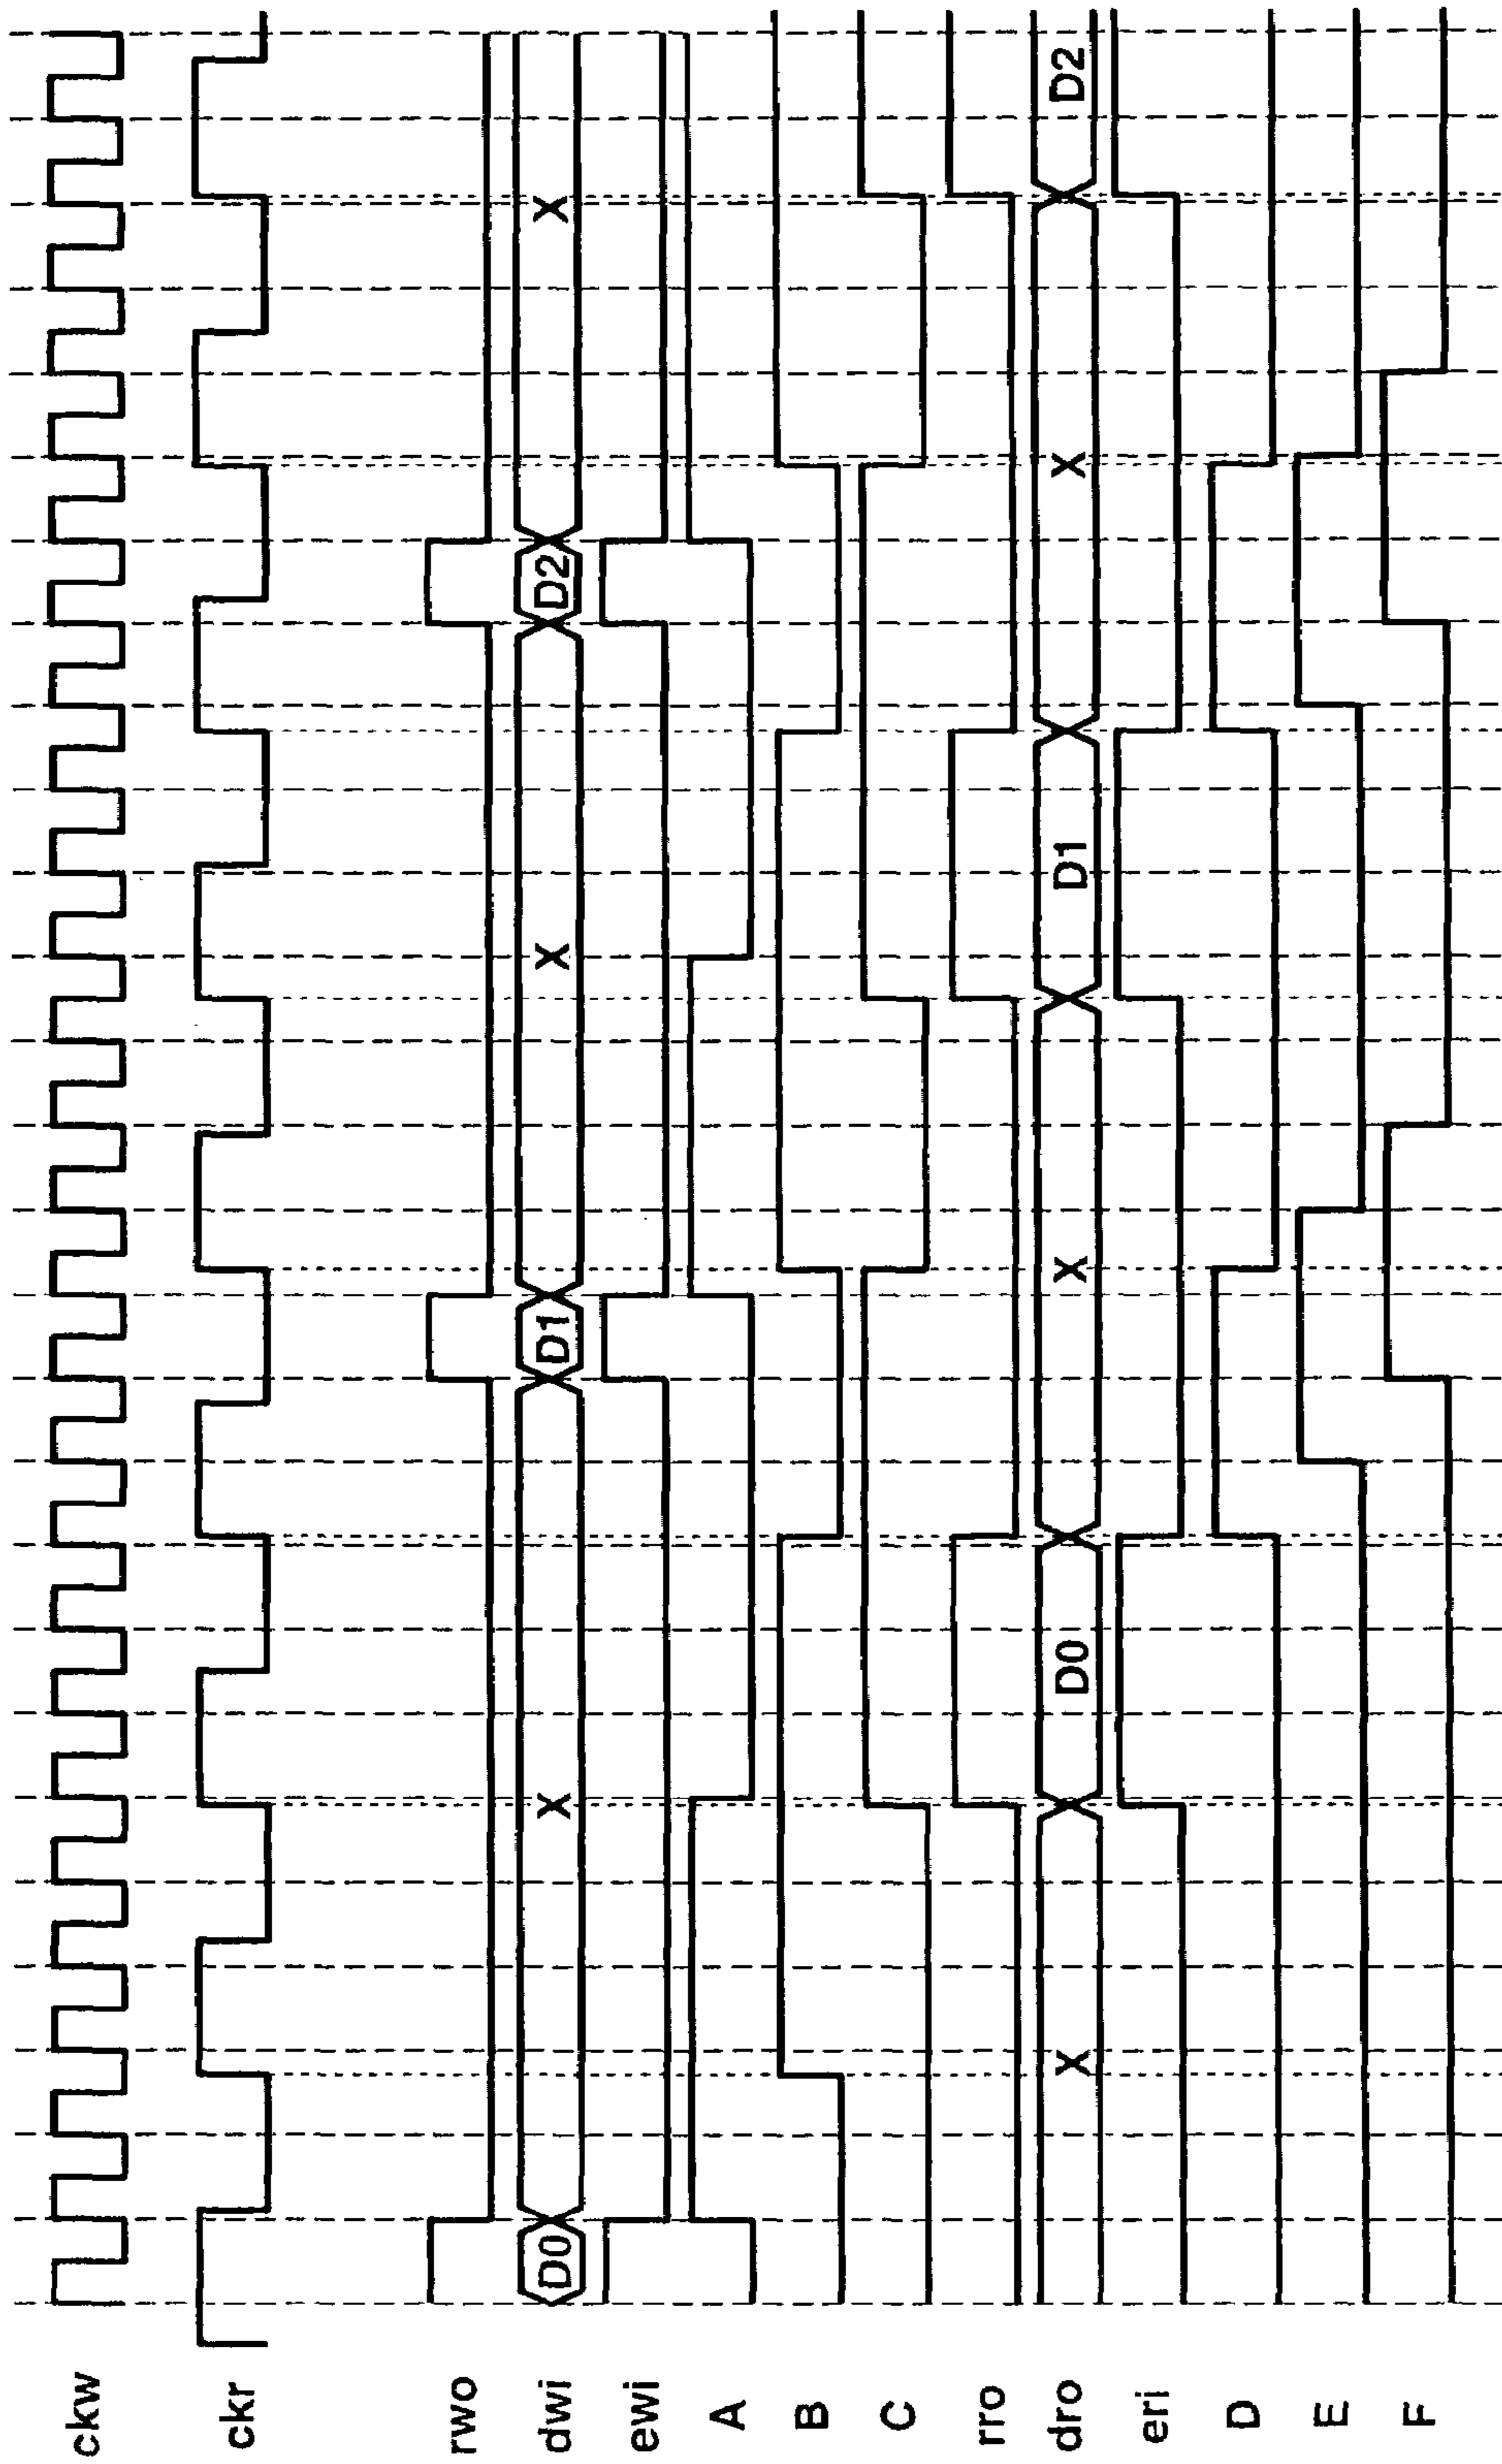 ckw
ckr
rwo
dwi D0 X D1 X D2 X
ewi
A
B
C
rro
dro X D0 X D1 X D2
eri
D
E
F